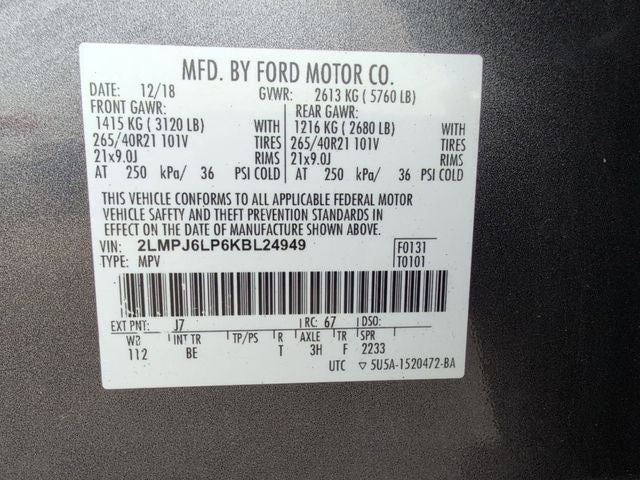 MFD. BY FORD MOTOR CO.
DATE: 12/18 GVWR: 2613 KG ( 5760 LB)
FRONT GAWR: REAR GAWR:
1415 KG ( 3120 LB) WITH 1216 KG ( 2680 LB) WITH
265/40R21 101V TIRES 265/40R21 101V TIRES
21x9.0J RIMS 21x9.0J RIMS
AT 250 kPa/ 36 PSI COLD AT 250 kPa/ 36 PSI COLD
THIS VEHICLE CONFORMS TO ALL APPLICABLE FEDERAL MOTOR
VEHICLE SAFETY AND THEFT PREVENTION STANDARDS IN
EFFECT ON THE DATE OF MANUFACTURE SHOWN ABOVE.
VIN: 2LMPJ6LP6KBL24949 F0131
TYPE: MPV T0101
EXT PNT: J7 RC: 67 DSO:
WB INT TR TP/PS R AXLE TR SPR
112 BE T 3H F 2233
UTC ▽ 5U5A-1520472-BA